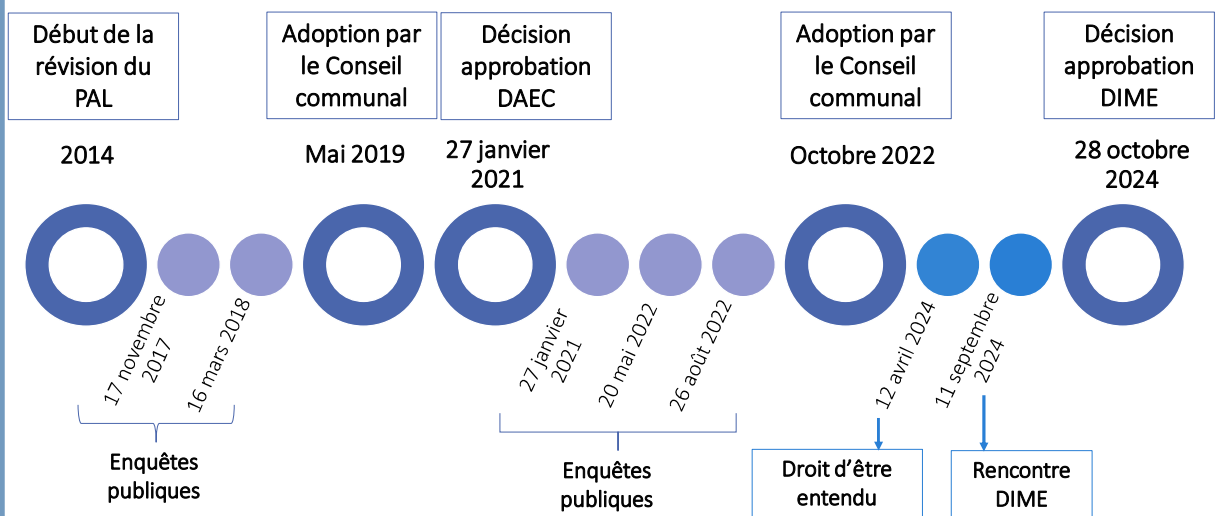 Début de la
révision du
PAL
Adoption par
le Conseil
communal
Décision
approbation
DAEC
Adoption par
le Conseil
communal
Décision
approbation
DIME
2014
Mai 2019
27 janvier
2021
Octobre 2022
28 octobre
2024
17 novembre
2017
16 mars 2018
27 janvier
2021
20 mai 2022
26 août 2022
12 avril 2024
11 septembre
2024
Enquêtes
publiques
Enquêtes
publiques
Droit d’être
entendu
Rencontre
DIME